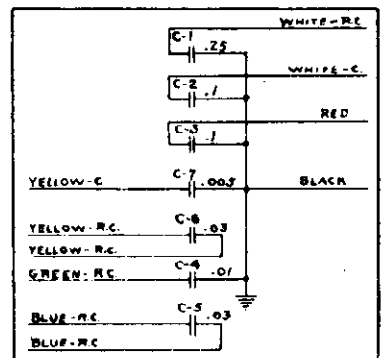 WHITE-R.C.
C-1
.25
WHITE-C.
C-2
.1
RED
C-3
.1
C-7
YELLOW-C
.005
BLACK
C-6
YELLOW-R.C.
.03
YELLOW-R.C.
C-4
GREEN-R.C.
.01
C-5
BLUE-R.C.
.03
BLUE-R.C